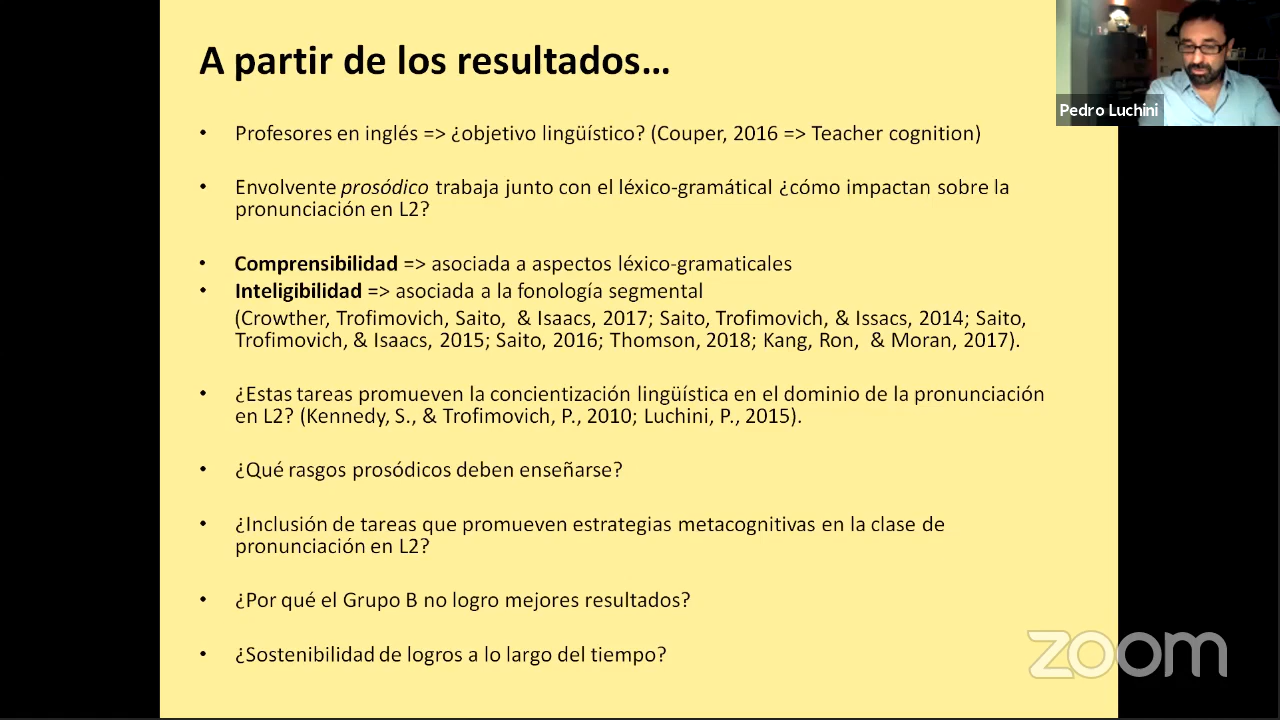 A partir de los resultados...
Pedro Luchini
• Profesores en inglés => ¿objetivo lingüístico? (Couper, 2016 => Teacher cognition)
• Envolvente prosódico trabaja junto con el léxico-gramátical ¿cómo impactan sobre la
pronunciación en L2?
• Comprensibilidad => asociada a aspectos léxico-gramaticales
• Inteligibilidad => asociada a la fonología segmental
(Crowther, Trofimovich, Saito, & Isaacs, 2017; Saito, Trofimovich, & Issacs, 2014; Saito,
Trofimovich, & Isaacs, 2015; Saito, 2016; Thomson, 2018; Kang, Ron, & Moran, 2017).
• ¿Estas tareas promueven la concientización lingüística en el dominio de la pronunciación
en L2? (Kennedy, S., & Trofimovich, P., 2010; Luchini, P., 2015).
• ¿Qué rasgos prosódicos deben enseñarse?
• ¿Inclusión de tareas que promueven estrategias metacognitivas en la clase de
pronunciación en L2?
• ¿Por qué el Grupo B no logro mejores resultados?
• ¿Sostenibilidad de logros a lo largo del tiempo?
zoom